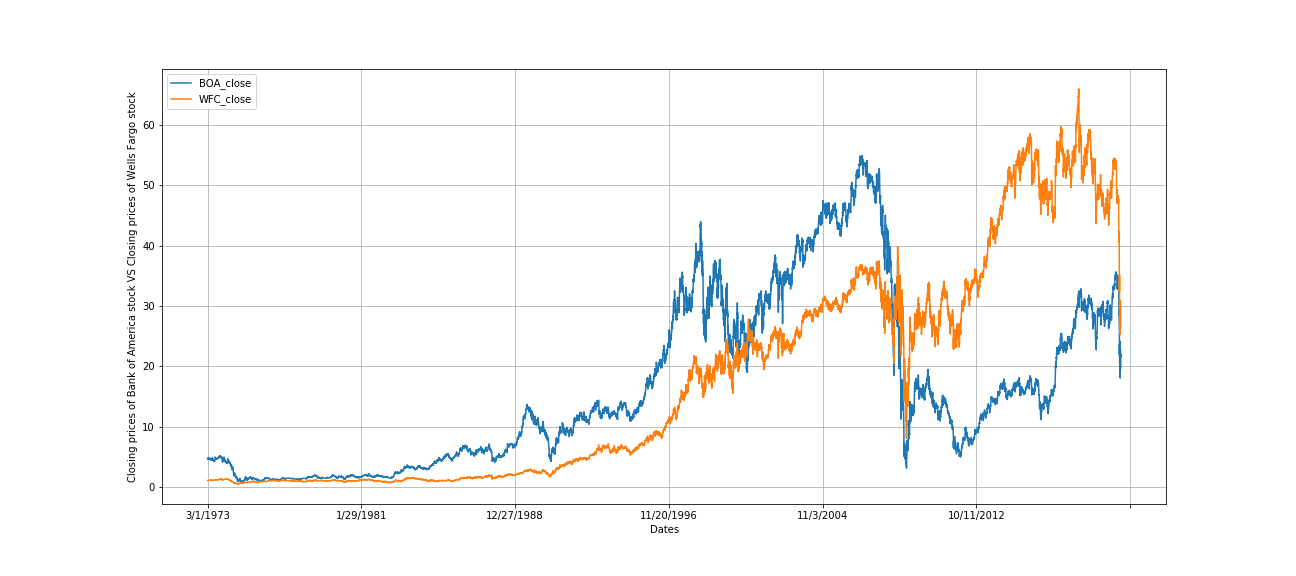 BOA_close
WFC_close
Closing prices of Bank of America stock VS Closing prices of Wells Fargo stock
60
50
40
30
20
10
0
3/1/1973 1/29/1981 12/27/1988 11/20/1996 11/3/2004 10/11/2012
Dates